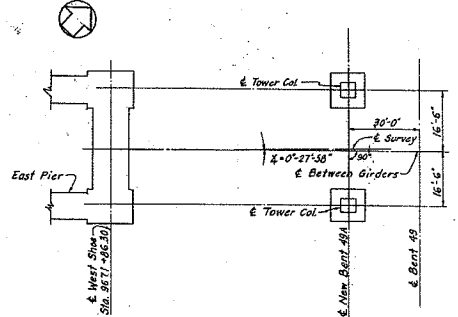 ℄ Tower Col.
30'-0"
16'-6"
℄ Survey
∡=0°-27'-58"
90°
℄ Between Girders
East Pier
16'-6"
℄ Tower Col.
℄ West Shoe
Sta. 9671+86.30
℄ New Bent 49A
℄ Bent 49